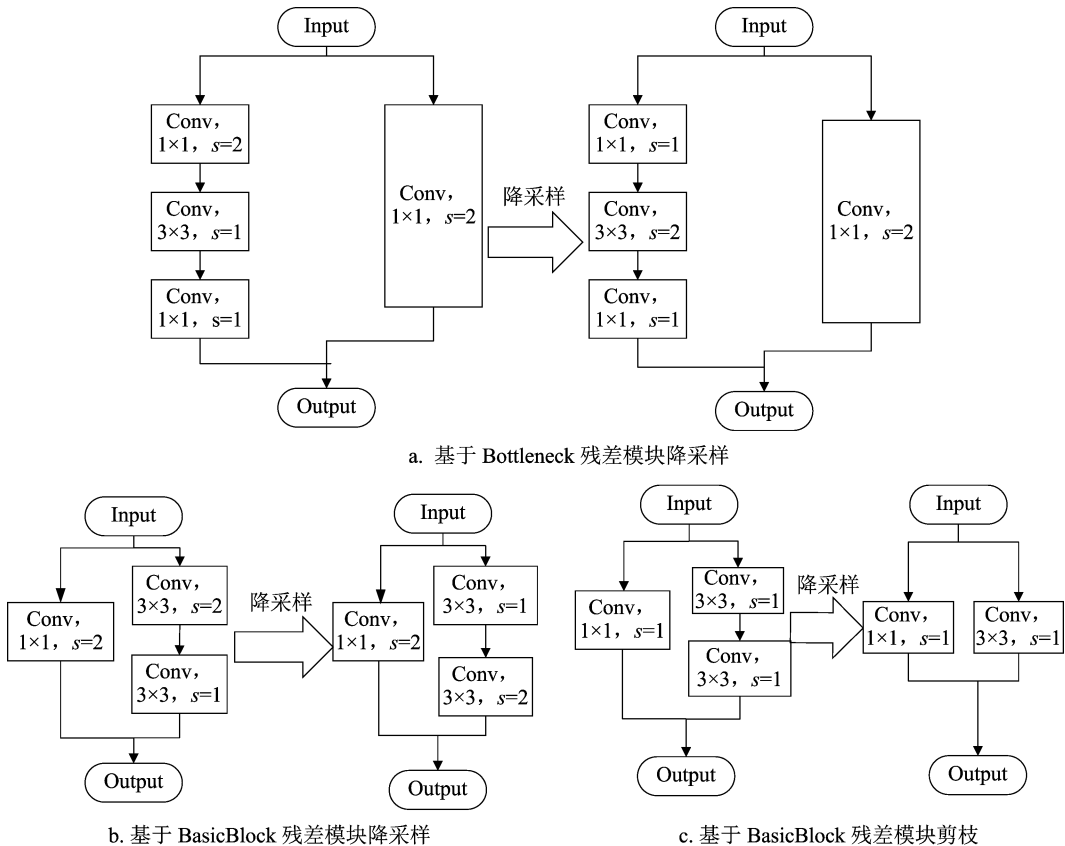 Input
Conv,
1×1, s=2
Conv,
3×3, s=1
Conv,
1×1, s=1
Conv,
1×1, s=2
Output
降采样
Input
Conv,
1×1, s=1
Conv,
3×3, s=2
Conv,
1×1, s=1
Conv,
1×1, s=2
Output
a. 基于 Bottleneck 残差模块降采样
Input
Conv,
1×1, s=2
Conv,
3×3, s=2
Conv,
3×3, s=1
Output
降采样
Input
Conv,
1×1, s=2
Conv,
3×3, s=1
Conv,
3×3, s=2
Output
b. 基于 BasicBlock 残差模块降采样
Input
Conv,
1×1, s=1
Conv,
3×3, s=1
Conv,
3×3, s=1
Output
降采样
Input
Conv,
1×1, s=1
Conv,
3×3, s=1
Output
c. 基于 BasicBlock 残差模块剪枝